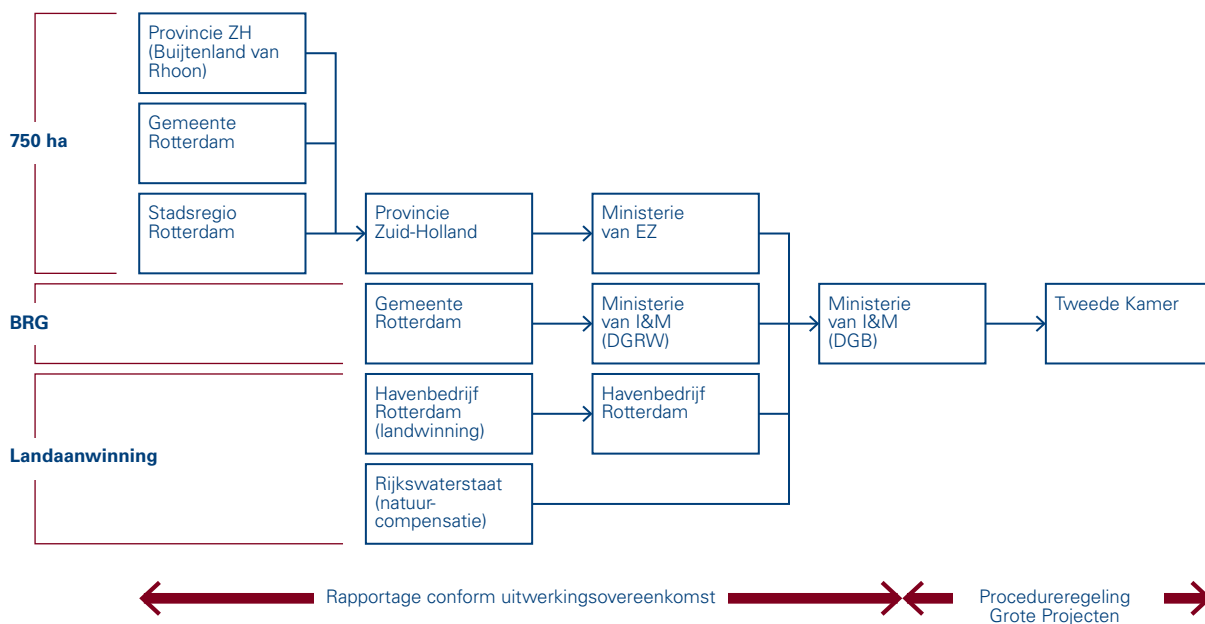 Provincie ZH
(Buijtenland van
Rhoon)
750 ha
Gemeente
Rotterdam
Stadsregio
Rotterdam
Provincie
Zuid-Holland
Ministerie
van EZ
BRG
Gemeente
Rotterdam
Ministerie
van I&M
(DGRW)
Ministerie
van I&M
(DGB)
Tweede Kamer
Landaanwinning
Havenbedrijf
Rotterdam
(landwinning)
Havenbedrijf
Rotterdam
Rijkswaterstaat
(natuur-
compensatie)
Rapportage conform uitwerkingsovereenkomst
Procedureregeling
Grote Projecten